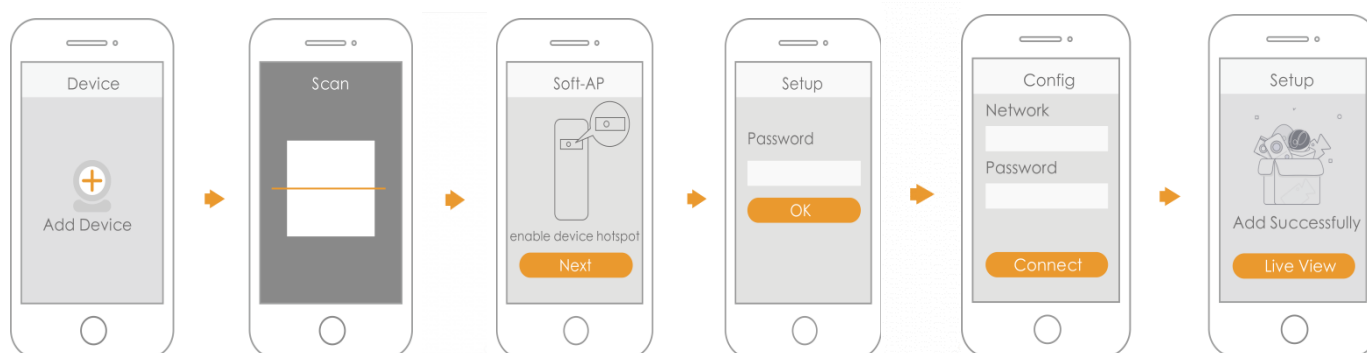 Device
Add Device
Scan
Soft-AP
enable device hotspot
Next
Setup
Password
OK
Config
Network
Password
Connect
Setup
Add Successfully
Live View